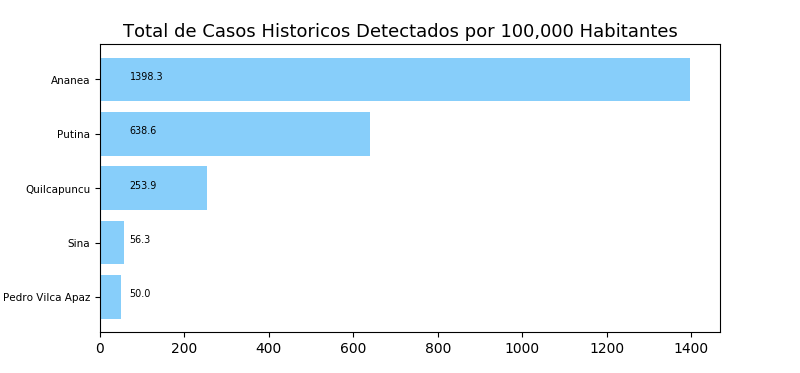 Total de Casos Historicos Detectados por 100,000 Habitantes
Ananea
1398.3
Putina
638.6
Quilcapuncu
253.9
Sina
56.3
Pedro Vilca Apaz
50.0
0 200 400 600 800 1000 1200 1400